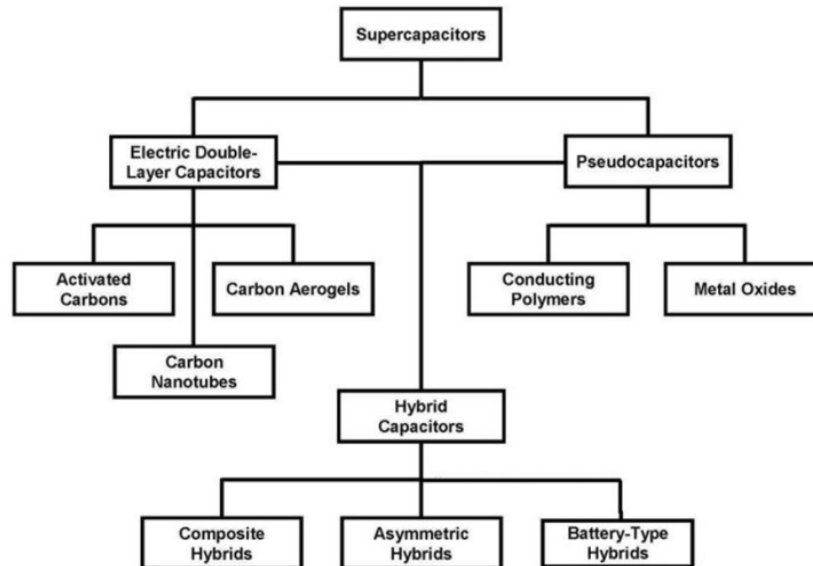 Supercapacitors
Electric Double-
Layer Capacitors
Pseudocapacitors
Activated
Carbons
Carbon Aerogels
Conducting
Polymers
Metal Oxides
Carbon
Nanotubes
Hybrid
Capacitors
Composite
Hybrids
Asymmetric
Hybrids
Battery-Type
Hybrids